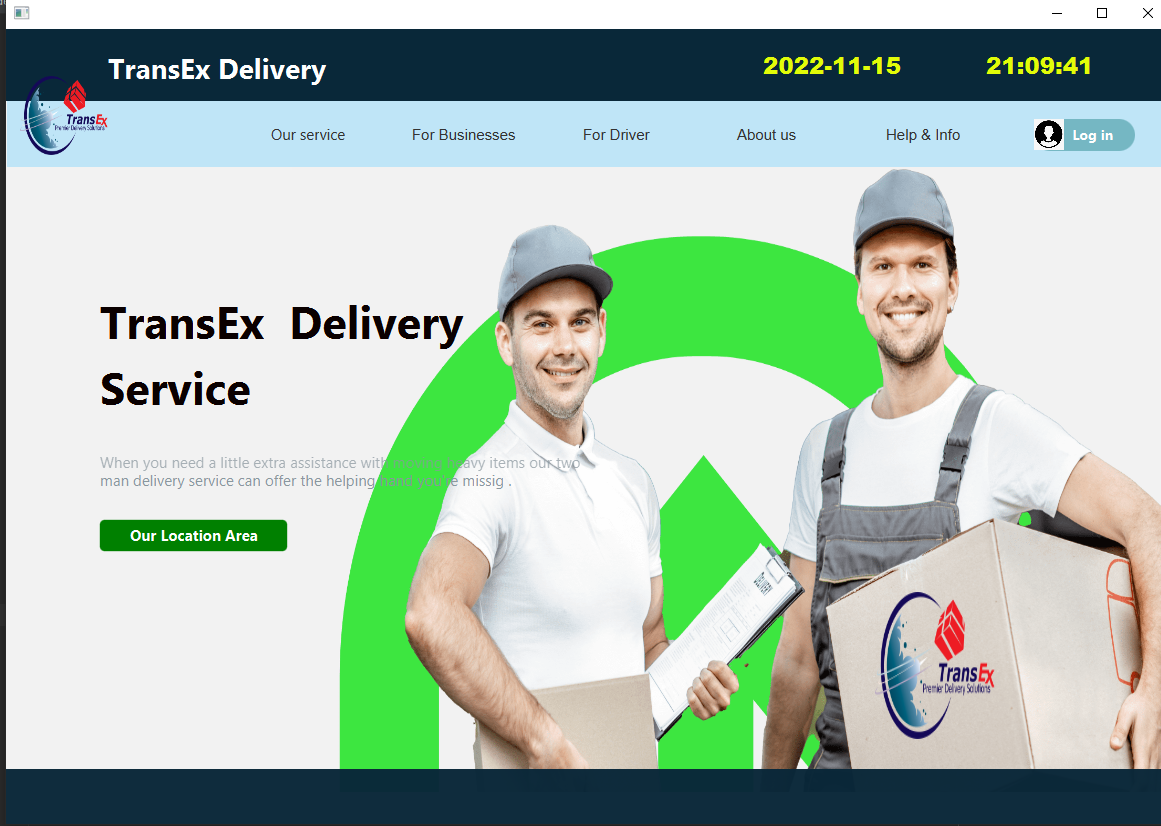 TransEx Delivery
2022-11-15
21:09:41
TransEx
Premier Delivery Solutions
Our service
For Businesses
For Driver
About us
Help & Info
Log in
TransEx Delivery
Service
When you need a little extra assistance with moving heavy items our two
man delivery service can offer the helping hand you're missig .
Our Location Area
DELIVERY
TransEx
Premier Delivery Solutions